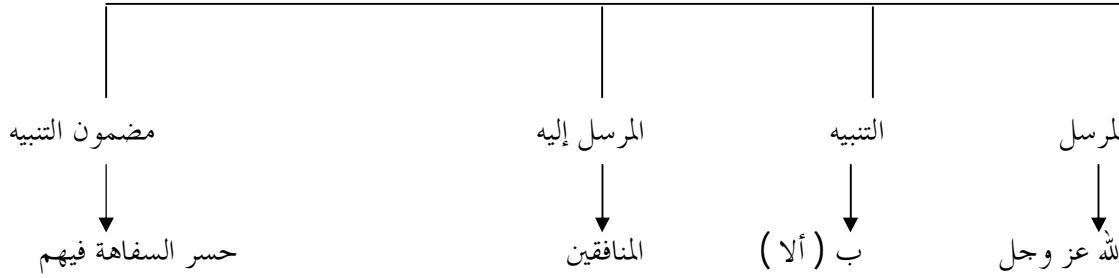 لمرسل التنبيه المرسل إليه مضمون التنبيه
لله عز وجل ب ( ألا ) المنافقين حسر السفاهة فيهم